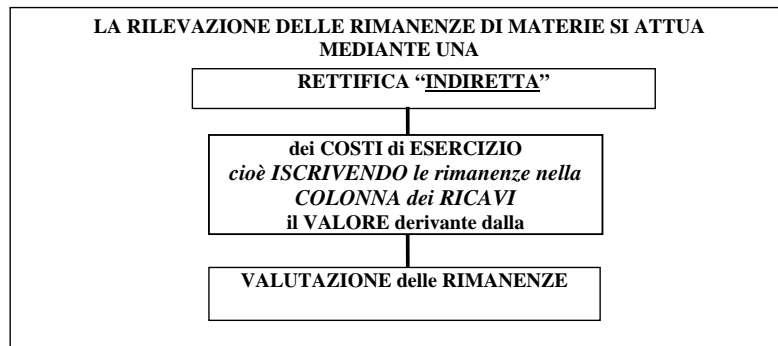 LA RILEVAZIONE DELLE RIMANENZE DI MATERIE SI ATTUA
MEDIANTE UNA
RETTIFICA “INDIRETTA”
dei COSTI di ESERCIZIO
cioè ISCRIVENDO le rimanenze nella
COLONNA dei RICAVI
il VALORE derivante dalla
VALUTAZIONE delle RIMANENZE